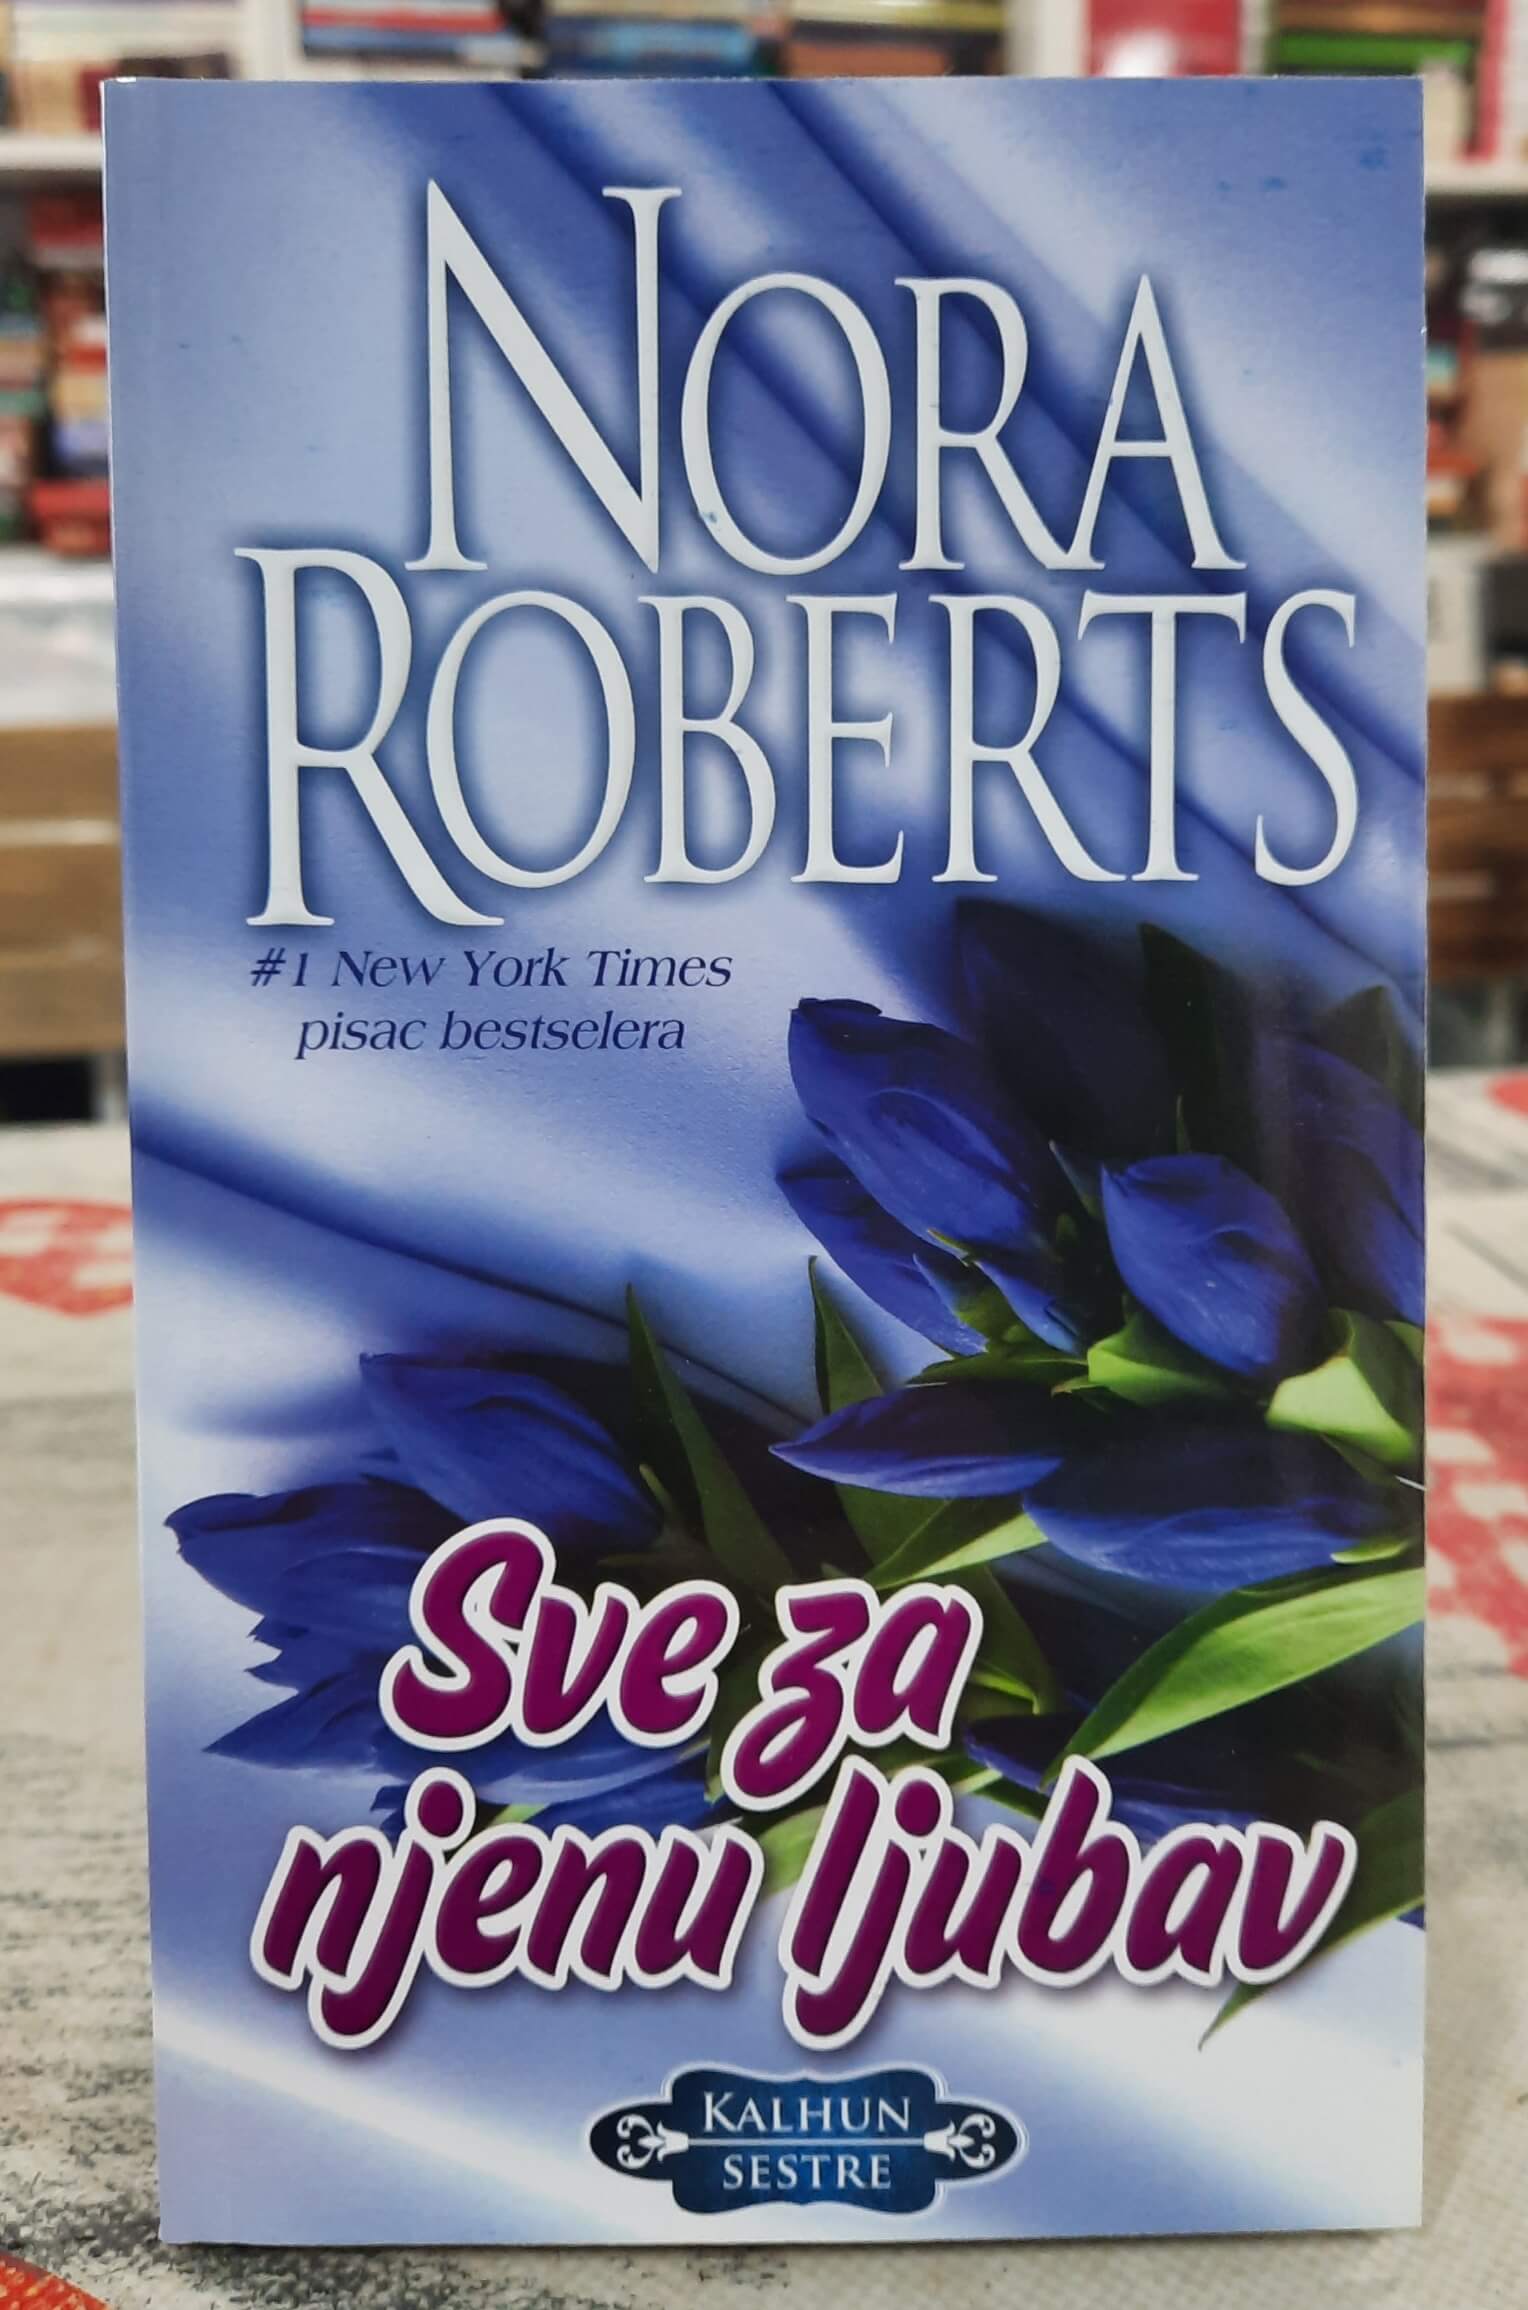 NORA
ROBERTS
#1 New York Times
pisac bestselera
Sve za
njenu ljubav
KALHUN
SESTRE